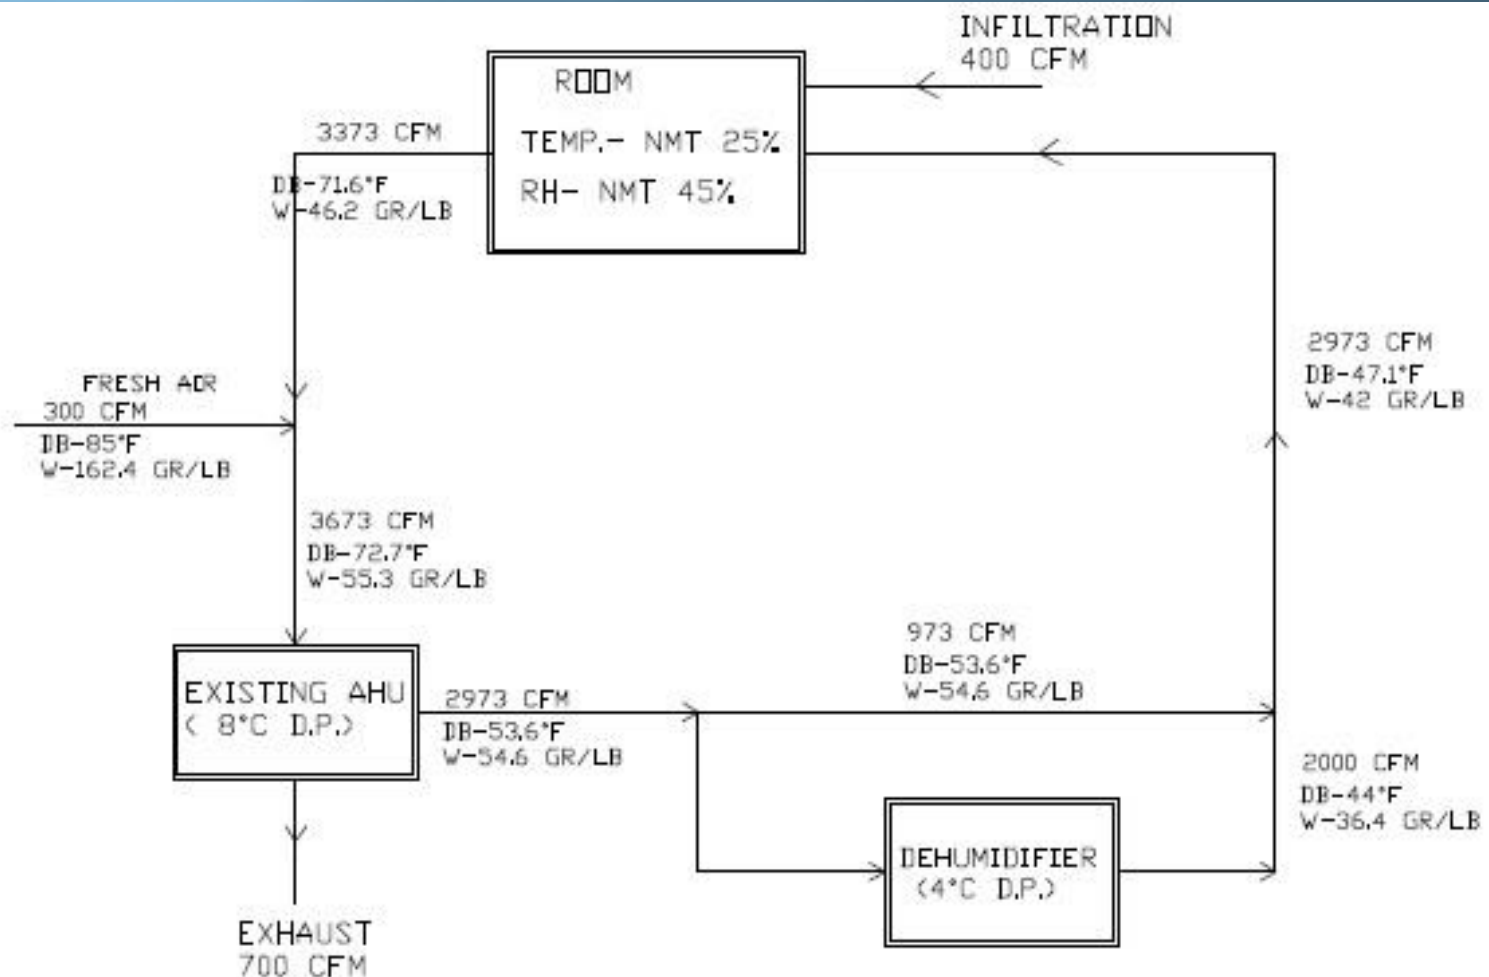 INFILTRATION
400 CFM
ROOM
TEMP.- NMT 25%
RH- NMT 45%
3373 CFM
DB-71.6°F
W-46.2 GR/LB
2973 CFM
DB-47.1°F
W-42 GR/LB
FRESH AIR
300 CFM
DB-85°F
W-162.4 GR/LB
3673 CFM
DB-72.7°F
W-55.3 GR/LB
973 CFM
DB-53.6°F
W-54.6 GR/LB
EXISTING AHU
( 8°C D.P.)
2973 CFM
DB-53.6°F
W-54.6 GR/LB
2000 CFM
DB-44°F
W-36.4 GR/LB
DEHUMIDIFIER
(4°C D.P.)
EXHAUST
700 CFM